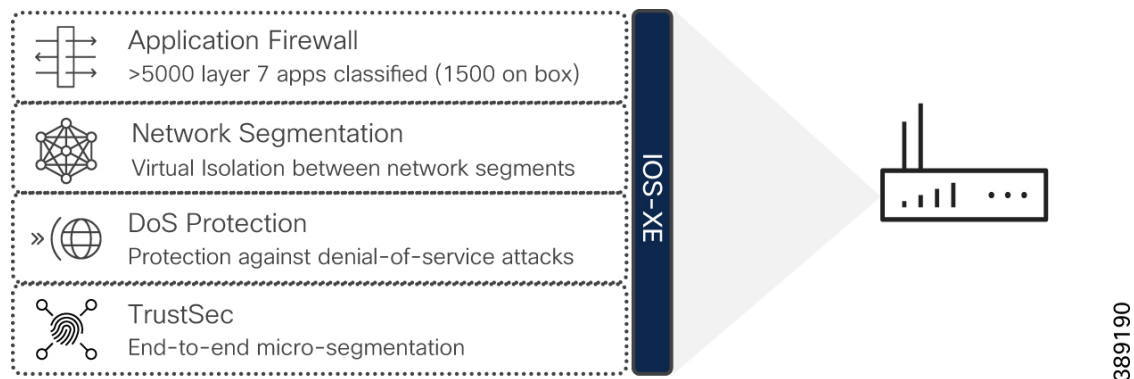 Application Firewall
>5000 layer 7 apps classified (1500 on box)
Network Segmentation
Virtual Isolation between network segments
DoS Protection
Protection against denial-of-service attacks
TrustSec
End-to-end micro-segmentation
IOS-XE
389190